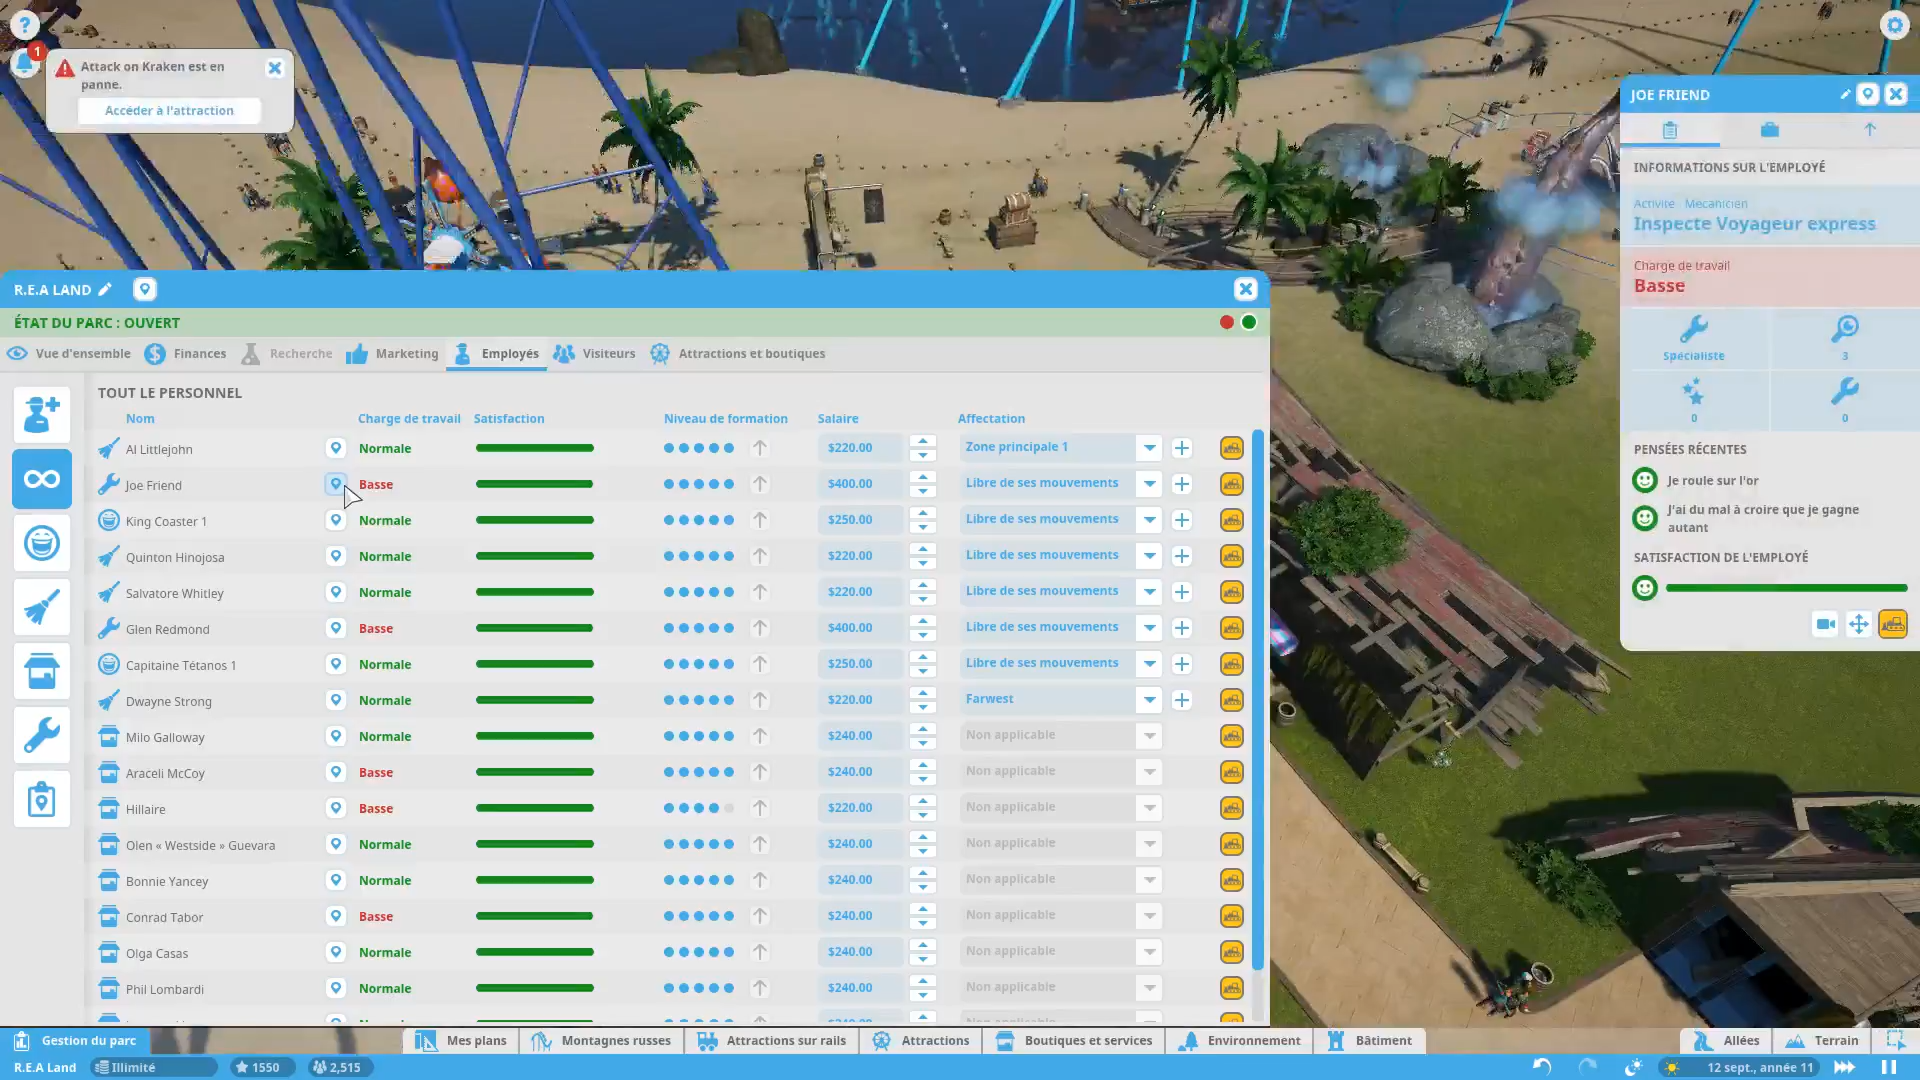 ?
1
Attack on Kraken est en
panne.
Accéder à l'attraction
JOE FRIEND
INFORMATIONS SUR L'EMPLOYÉ
Activité Mécanicien
Inspecte Voyageur express
Charge de travail
Basse
Spécialiste
3
0
0
PENSÉES RÉCENTES
Je roule sur l'or
J'ai du mal à croire que je gagne
autant
SATISFACTION DE L'EMPLOYÉ
R.E.A LAND
ÉTAT DU PARC : OUVERT
Vue d'ensemble
Finances
Recherche
Marketing
Employés
Visiteurs
Attractions et boutiques
TOUT LE PERSONNEL
Nom Charge de travail Satisfaction Niveau de formation Salaire Affectation
Al Littlejohn Normale $220.00 Zone principale 1
Joe Friend Basse $400.00 Libre de ses mouvements
King Coaster 1 Normale $250.00 Libre de ses mouvements
Quinton Hinojosa Normale $220.00 Libre de ses mouvements
Salvatore Whitley Normale $220.00 Libre de ses mouvements
Glen Redmond Basse $400.00 Libre de ses mouvements
Capitaine Tétanos 1 Normale $250.00 Libre de ses mouvements
Dwayne Strong Normale $220.00 Farwest
Milo Galloway Normale $240.00 Non applicable
Araceli McCoy Basse $240.00 Non applicable
Hillaire Basse $220.00 Non applicable
Olen « Westside » Guevara Normale $240.00 Non applicable
Bonnie Yancey Normale $240.00 Non applicable
Conrad Tabor Basse $240.00 Non applicable
Olga Casas Normale $240.00 Non applicable
Phil Lombardi Normale $240.00 Non applicable
Gestion du parc
Mes plans
Montagnes russes
Attractions sur rails
Attractions
Boutiques et services
Environnement
Bâtiment
Allées
Terrain
R.E.A Land
Illimité
1550
2,515
12 sept., année 11